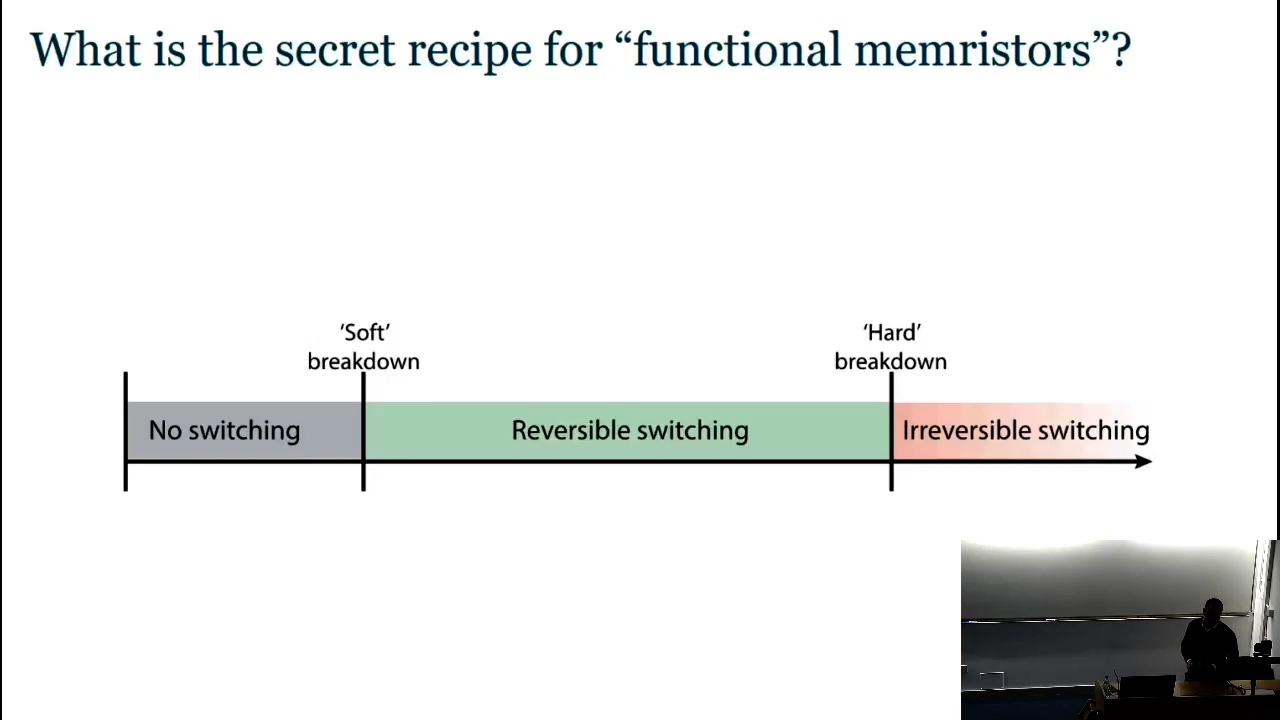 What is the secret recipe for “functional memristors”?
‘Soft’
breakdown
‘Hard’
breakdown
No switching
Reversible switching
Irreversible switching